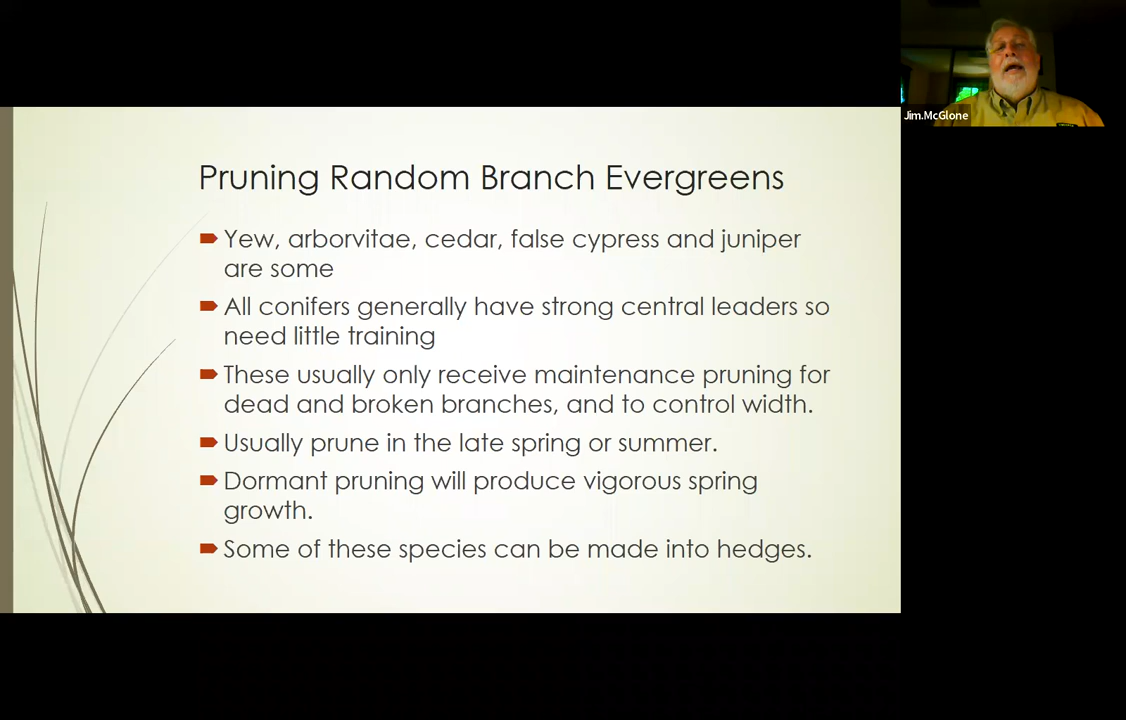 Jim.McGlone
Pruning Random Branch Evergreens
Yew, arborvitae, cedar, false cypress and juniper
are some
All conifers generally have strong central leaders so
need little training
These usually only receive maintenance pruning for
dead and broken branches, and to control width.
Usually prune in the late spring or summer.
Dormant pruning will produce vigorous spring
growth.
Some of these species can be made into hedges.